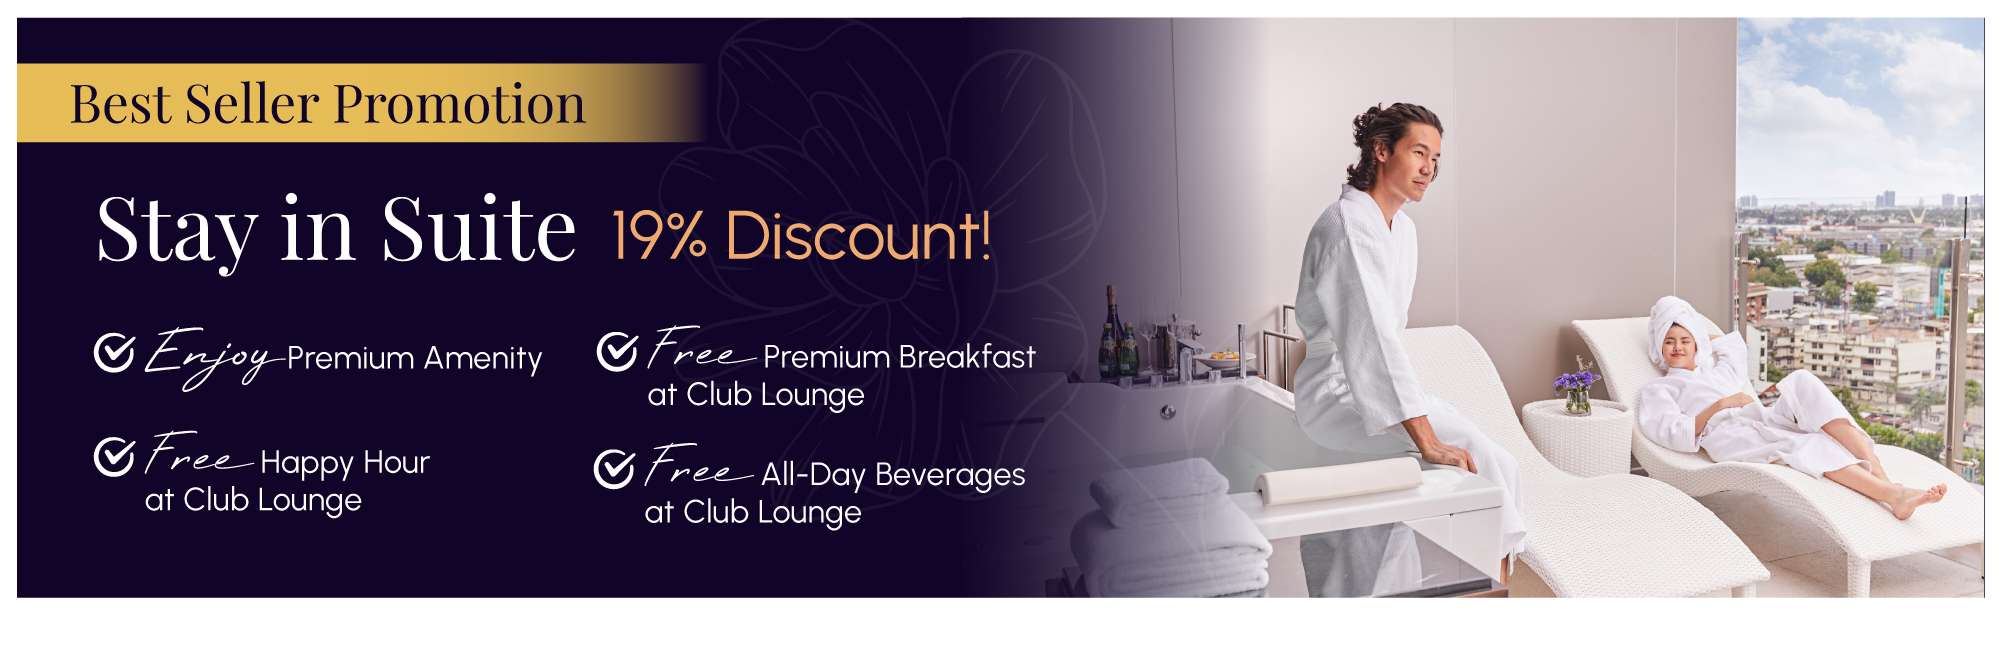 Best Seller Promotion
Stay in Suite 19% Discount!
Enjoy Premium Amenity
Free Premium Breakfast
at Club Lounge
Free Happy Hour
at Club Lounge
Free All-Day Beverages
at Club Lounge